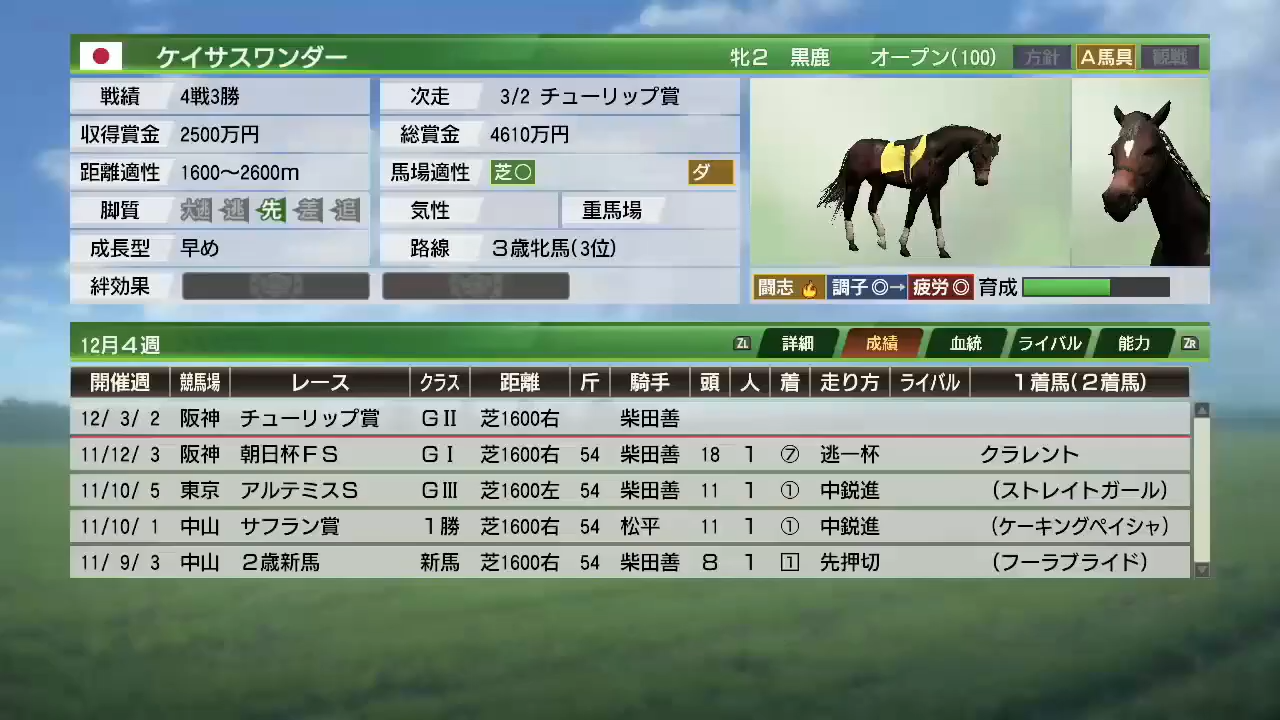 ケイサスワンダー 牝2 黒鹿 オープン(100) 方針 A馬具 観戦
戦績 4戦3勝 次走 3/2 チューリップ賞
収得賞金 2500万円 総賞金 4610万円
距離適性 1600～2600m 馬場適性 芝○ ダ
脚質 大逃 逃 先 差 追 気性 重馬場
成長型 早め 路線 3歳牝馬(3位)
絆効果
闘志 調子◎→ 疲労◎ 育成
12月4週 ZL 詳細 成績 血統 ライバル 能力 ZR
開催週 競馬場 レース クラス 距離 斤 騎手 頭 人 着 走り方 ライバル 1着馬(2着馬)
12/ 3/ 2 阪神 チューリップ賞 GⅡ 芝1600右 柴田善
11/12/ 3 阪神 朝日杯FS GⅠ 芝1600右 54 柴田善 18 1 ⑦ 逃一杯 クラレント
11/10/ 5 東京 アルテミスS GⅢ 芝1600左 54 柴田善 11 1 ① 中鋭進 (ストレイトガール)
11/10/ 1 中山 サフラン賞 1勝 芝1600右 54 松平 11 1 ① 中鋭進 (ケーキングペイシャ)
11/ 9/ 3 中山 2歳新馬 新馬 芝1600右 54 柴田善 8 1 1 先押切 (フーラブライド)